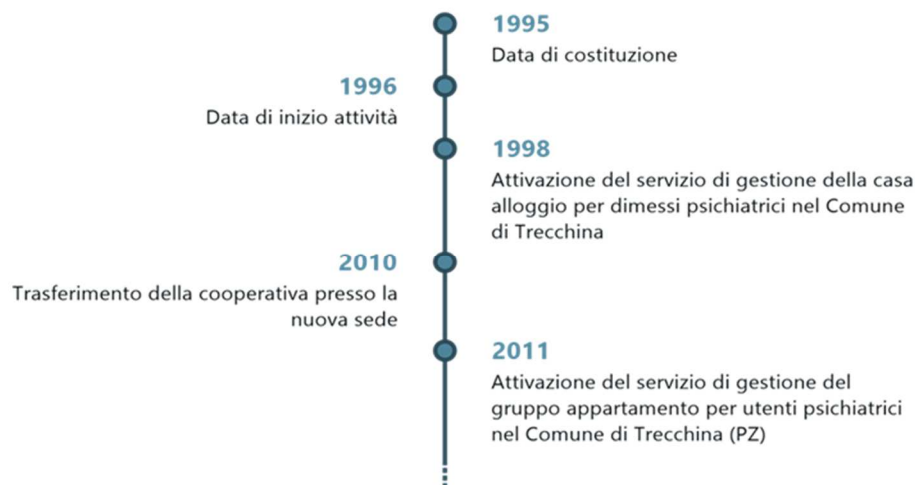 1995
Data di costituzione
1996
Data di inizio attività
1998
Attivazione del servizio di gestione della casa
alloggio per dimessi psichiatrici nel Comune
di Trecchina
2010
Trasferimento della cooperativa presso la
nuova sede
2011
Attivazione del servizio di gestione del
gruppo appartamento per utenti psichiatrici
nel Comune di Trecchina (PZ)